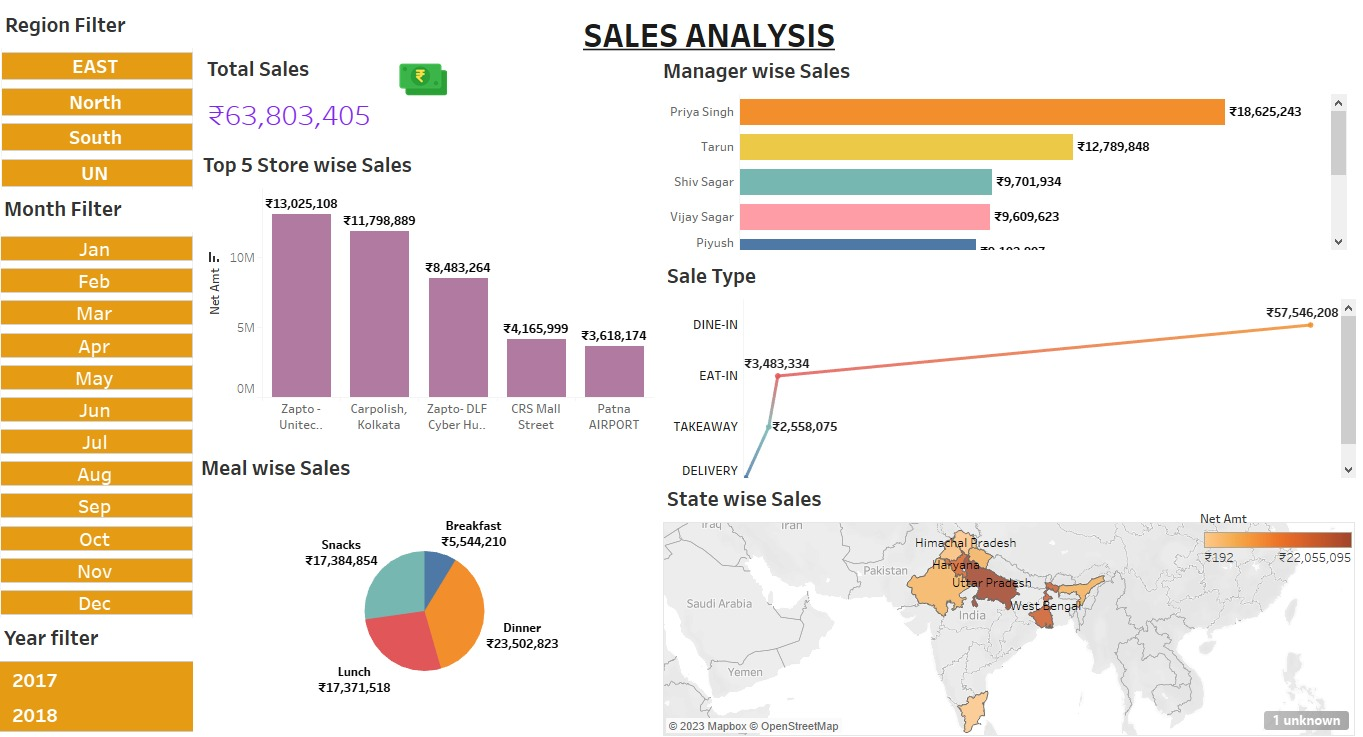 SALES ANALYSIS
Region Filter
EAST
North
South
UN
Month Filter
Jan
Feb
Mar
Apr
May
Jun
Jul
Aug
Sep
Oct
Nov
Dec
Year filter
2017
2018
Total Sales
₹
₹63,803,405
Top 5 Store wise Sales
Net Amt
10M
5M
0M
₹13,025,108
₹11,798,889
₹8,483,264
₹4,165,999
₹3,618,174
Zapto -
Unitec..
Carpolish,
Kolkata
Zapto- DLF
Cyber Hu..
CRS Mall
Street
Patna
AIRPORT
Meal wise Sales
Breakfast
₹5,544,210
Snacks
₹17,384,854
Dinner
₹23,502,823
Lunch
₹17,371,518
Manager wise Sales
Priya Singh ₹18,625,243
Tarun ₹12,789,848
Shiv Sagar ₹9,701,934
Vijay Sagar ₹9,609,623
Piyush
Sale Type
DINE-IN ₹57,546,208
EAT-IN ₹3,483,334
TAKEAWAY ₹2,558,075
DELIVERY
State wise Sales
Net Amt
₹192 ₹22,055,095
Iraq
Iran
Himachal Pradesh
Haryana
Pakistan
Uttar Pradesh
Saudi Arabia
West Bengal
India
Yemen
© 2023 Mapbox © OpenStreetMap
1 unknown